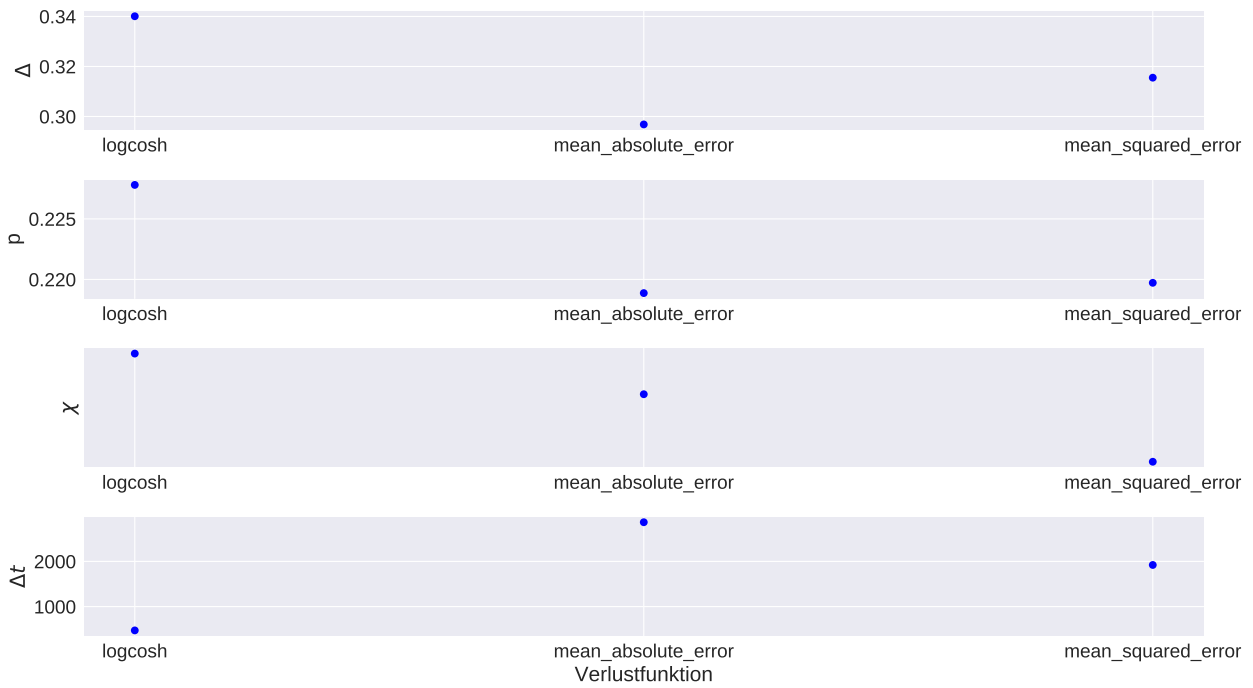 0.34
0.32
0.30
Δ
logcosh mean_absolute_error mean_squared_error
0.225
0.220
p
logcosh mean_absolute_error mean_squared_error
χ
logcosh mean_absolute_error mean_squared_error
2000
1000
Δt
logcosh mean_absolute_error mean_squared_error
Verlustfunktion